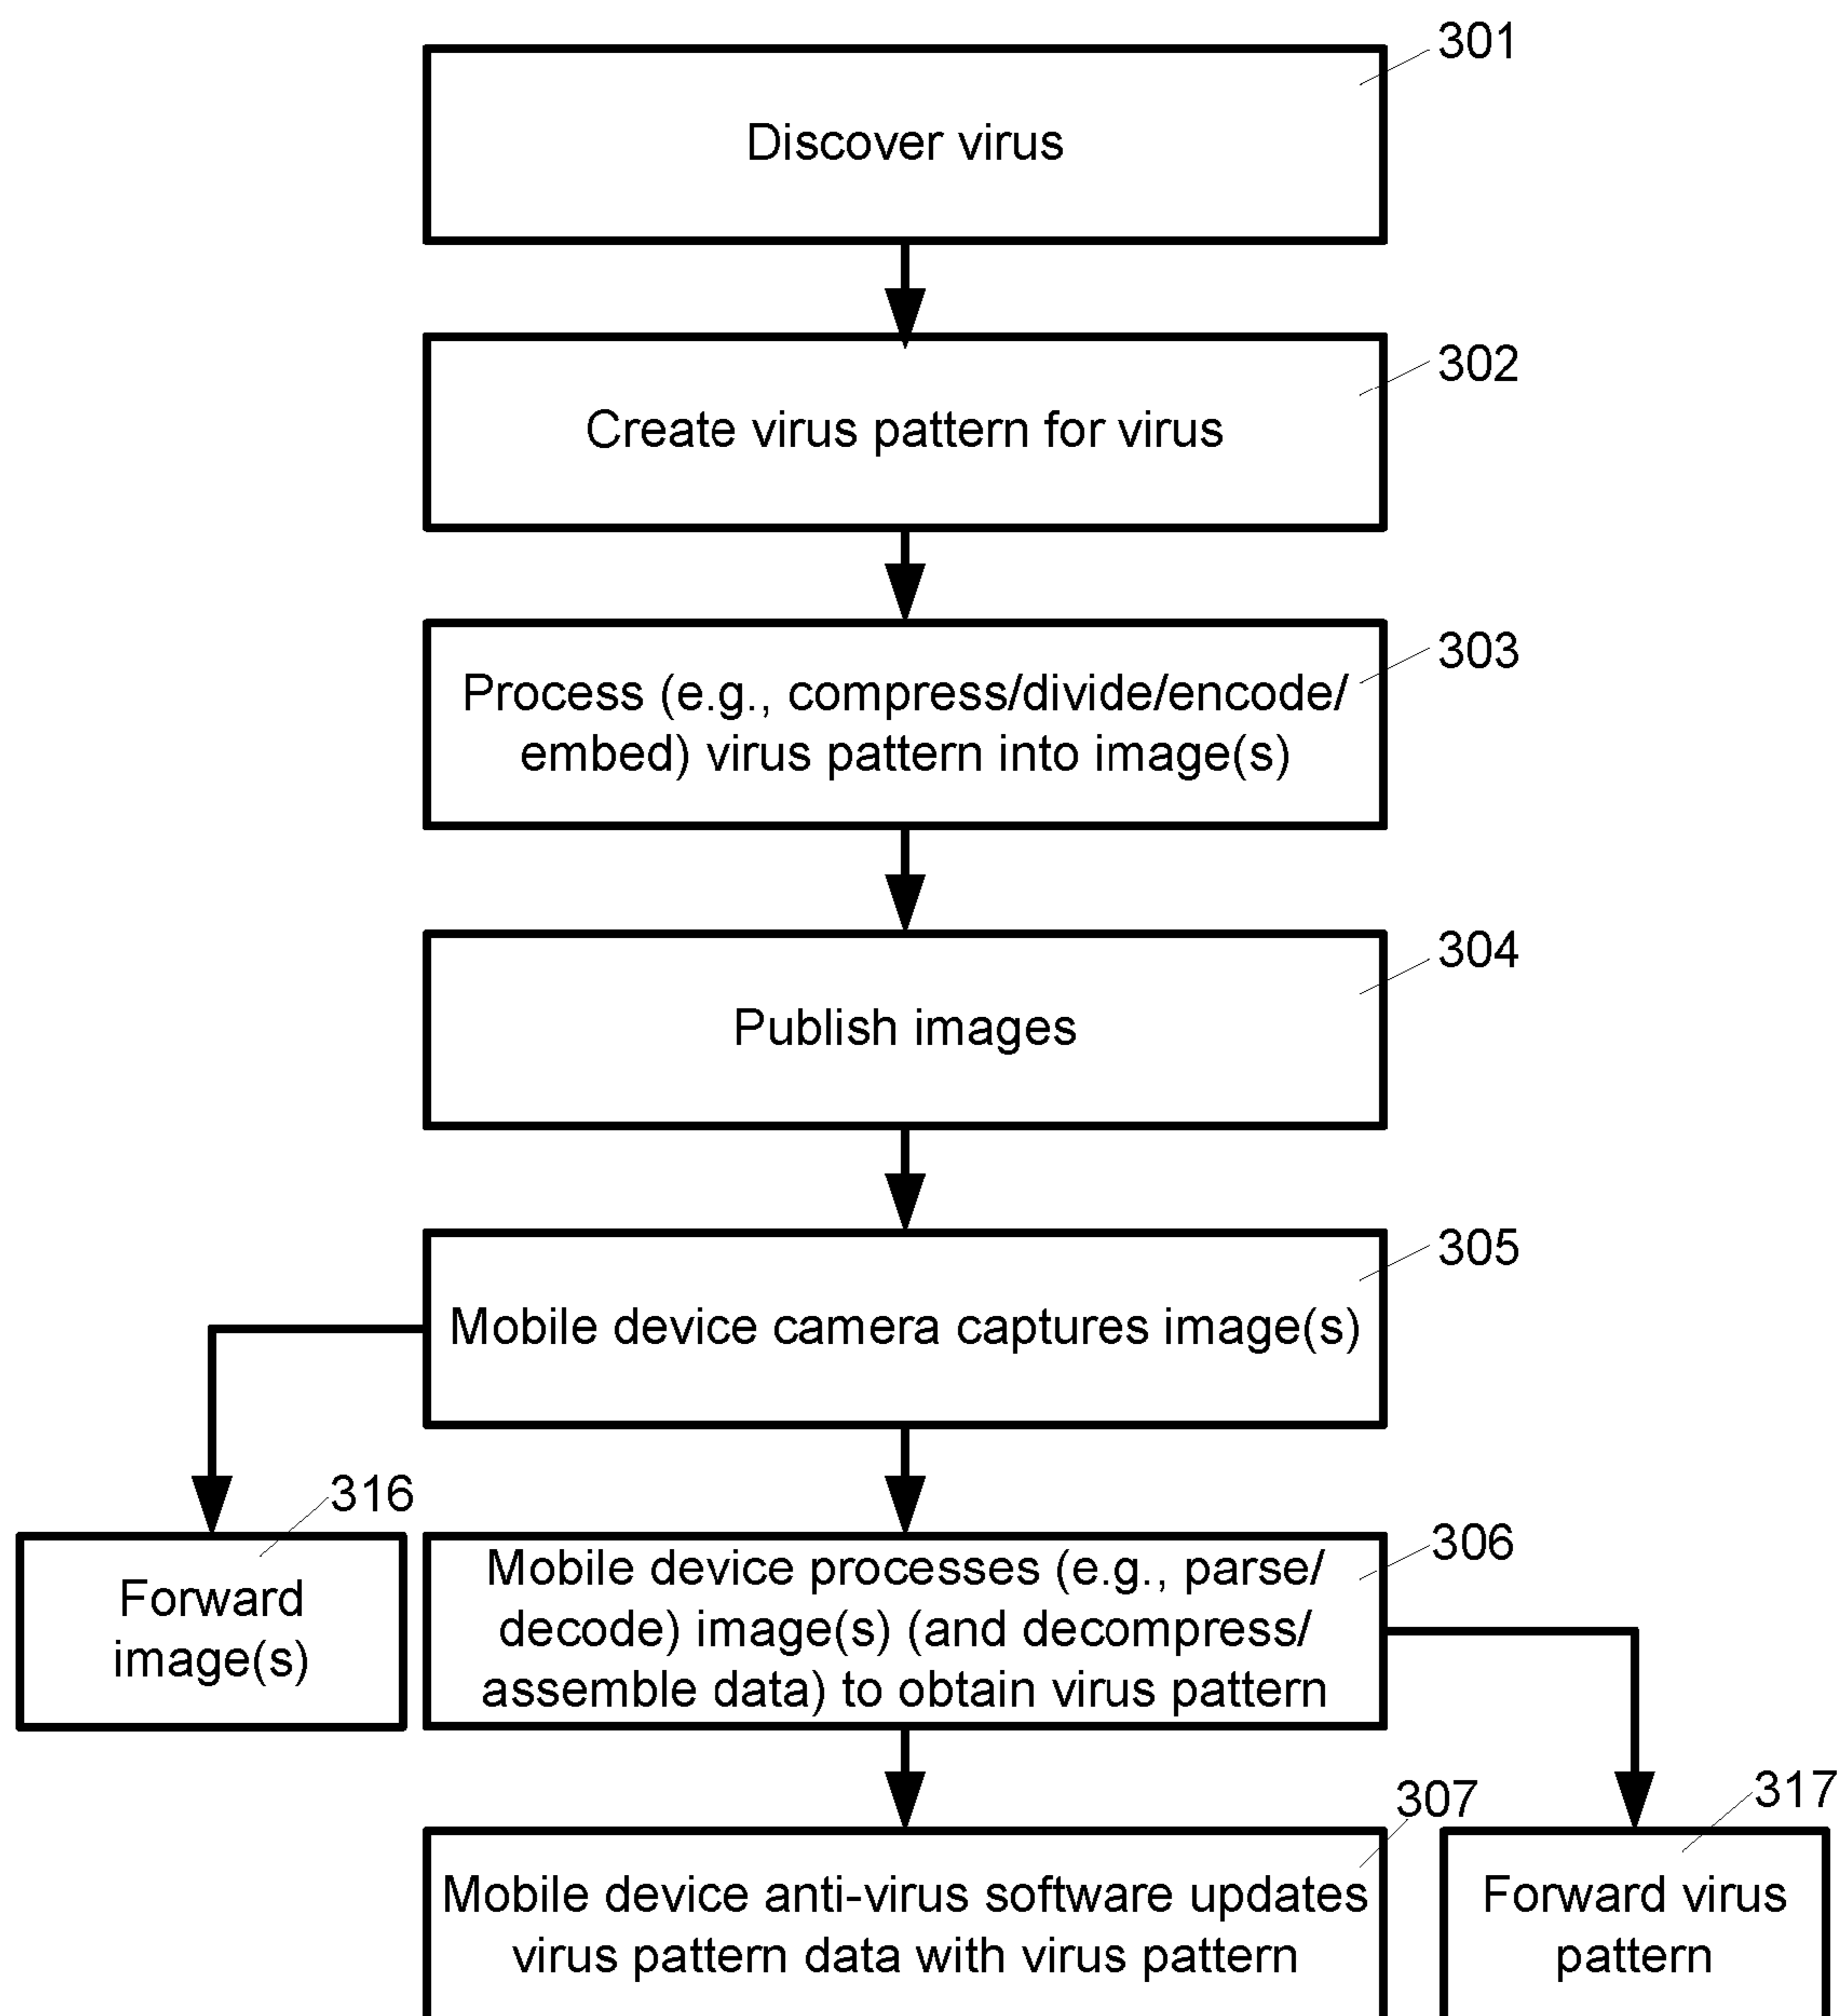 301
Discover virus
302
Create virus pattern for virus
303
Process (e.g., compress/divide/encode/
embed) virus pattern into image(s)
304
Publish images
305
Mobile device camera captures image(s)
316
Forward
image(s)
306
Mobile device processes (e.g., parse/
decode) image(s) (and decompress/
assemble data) to obtain virus pattern
307
Mobile device anti-virus software updates
virus pattern data with virus pattern
317
Forward virus
pattern